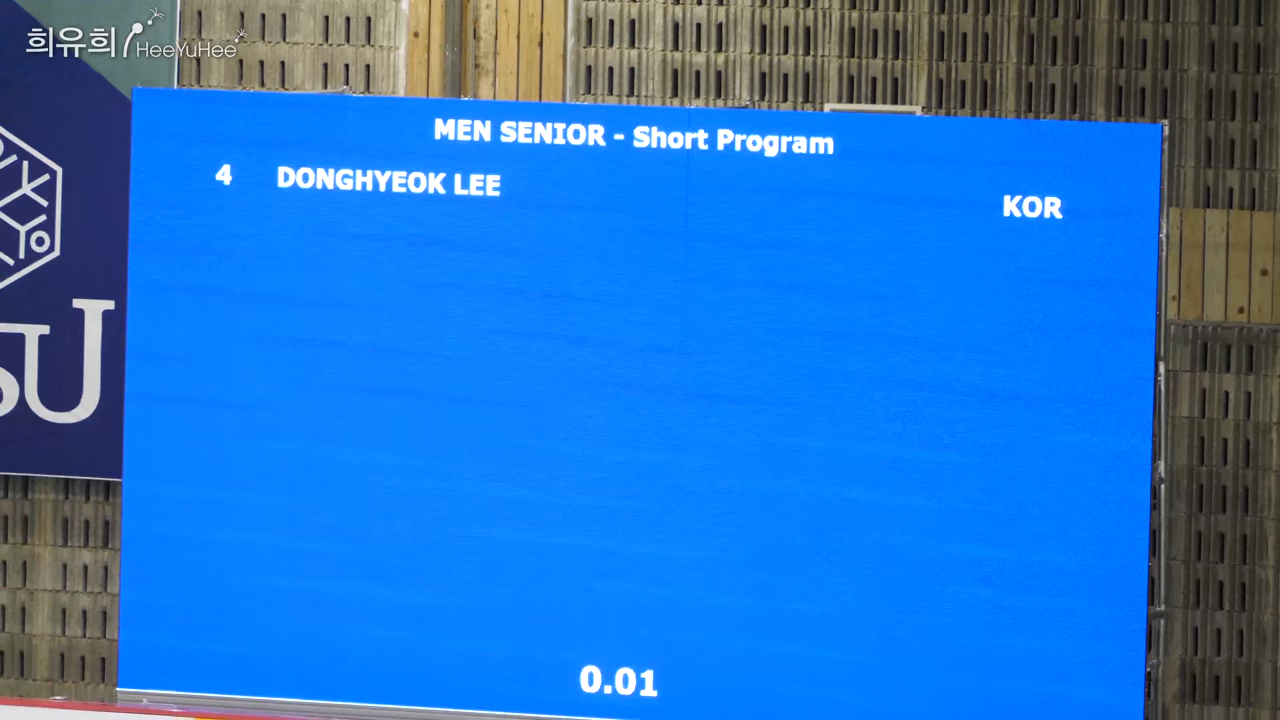 희유희 HeeYuHee
MEN SENIOR - Short Program
4 DONGHYEOK LEE KOR
0.01